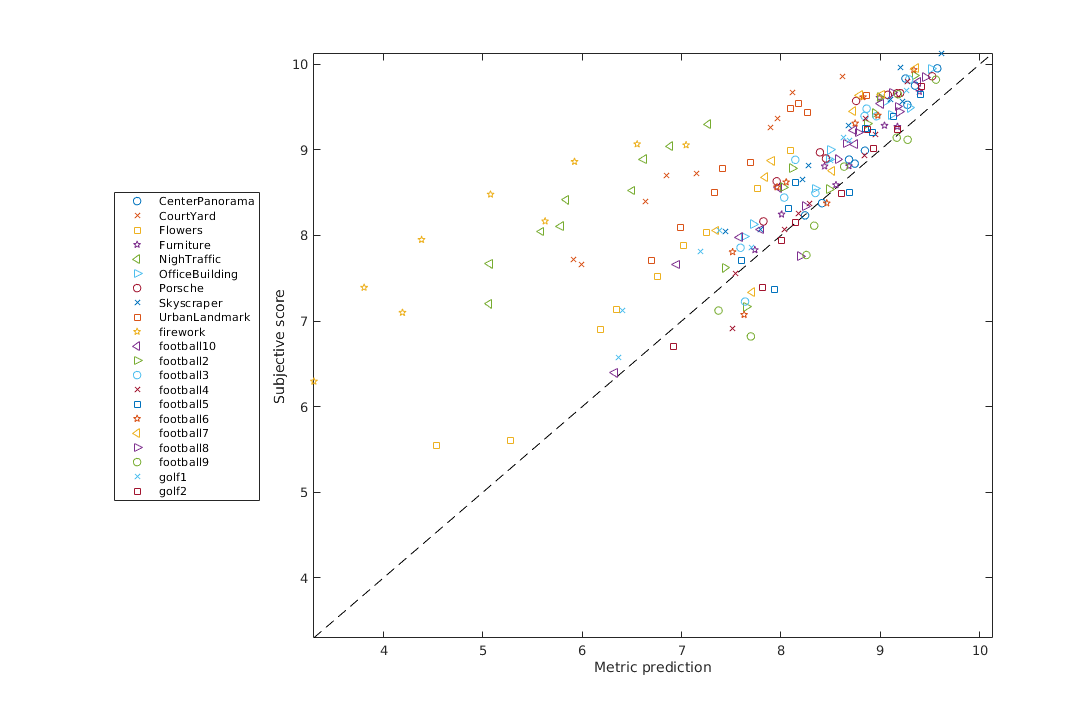 10
9
8
7
6
5
4
Subjective score
CenterPanorama
CourtYard
Flowers
Furniture
NighTraffic
OfficeBuilding
Porsche
Skyscraper
UrbanLandmark
firework
football10
football2
football3
football4
football5
football6
football7
football8
football9
golf1
golf2
4 5 6 7 8 9 10
Metric prediction